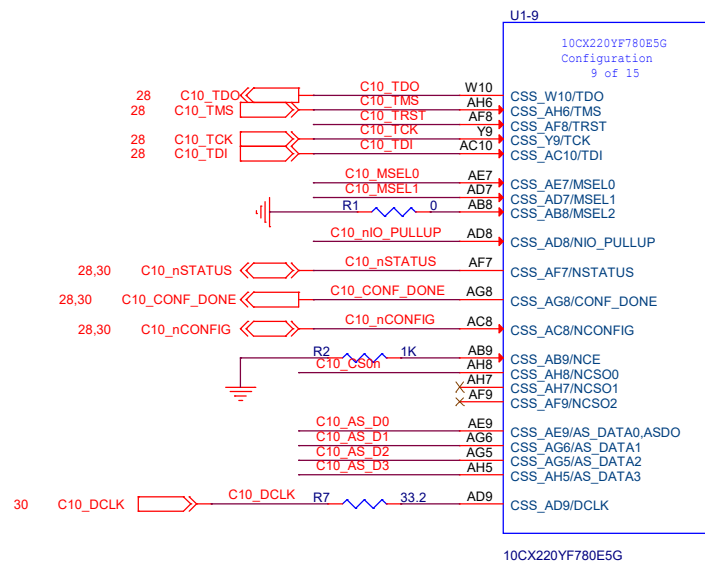 U1-9
10CX220YF780E5G
Configuration
9 of 15
28 C10_TDO C10_TDO W10 CSS_W10/TDO
28 C10_TMS C10_TMS AH6 CSS_AH6/TMS
C10_TRST AF8 CSS_AF8/TRST
28 C10_TCK C10_TCK Y9 CSS_Y9/TCK
28 C10_TDI C10_TDI AC10 CSS_AC10/TDI
C10_MSEL0 AE7 CSS_AE7/MSEL0
C10_MSEL1 AD7 CSS_AD7/MSEL1
R1 0 AB8 CSS_AB8/MSEL2
C10_nIO_PULLUP AD8 CSS_AD8/NIO_PULLUP
28,30 C10_nSTATUS C10_nSTATUS AF7 CSS_AF7/NSTATUS
28,30 C10_CONF_DONE C10_CONF_DONE AG8 CSS_AG8/CONF_DONE
28,30 C10_nCONFIG C10_nCONFIG AC8 CSS_AC8/NCONFIG
R2 1K AB9 CSS_AB9/NCE
C10_CS0n AH8 CSS_AH8/NCSO0
AH7 CSS_AH7/NCSO1
AF9 CSS_AF9/NCSO2
C10_AS_D0 AE9 CSS_AE9/AS_DATA0,ASDO
C10_AS_D1 AG6 CSS_AG6/AS_DATA1
C10_AS_D2 AG5 CSS_AG5/AS_DATA2
C10_AS_D3 AH5 CSS_AH5/AS_DATA3
30 C10_DCLK C10_DCLK R7 33.2 AD9 CSS_AD9/DCLK
10CX220YF780E5G